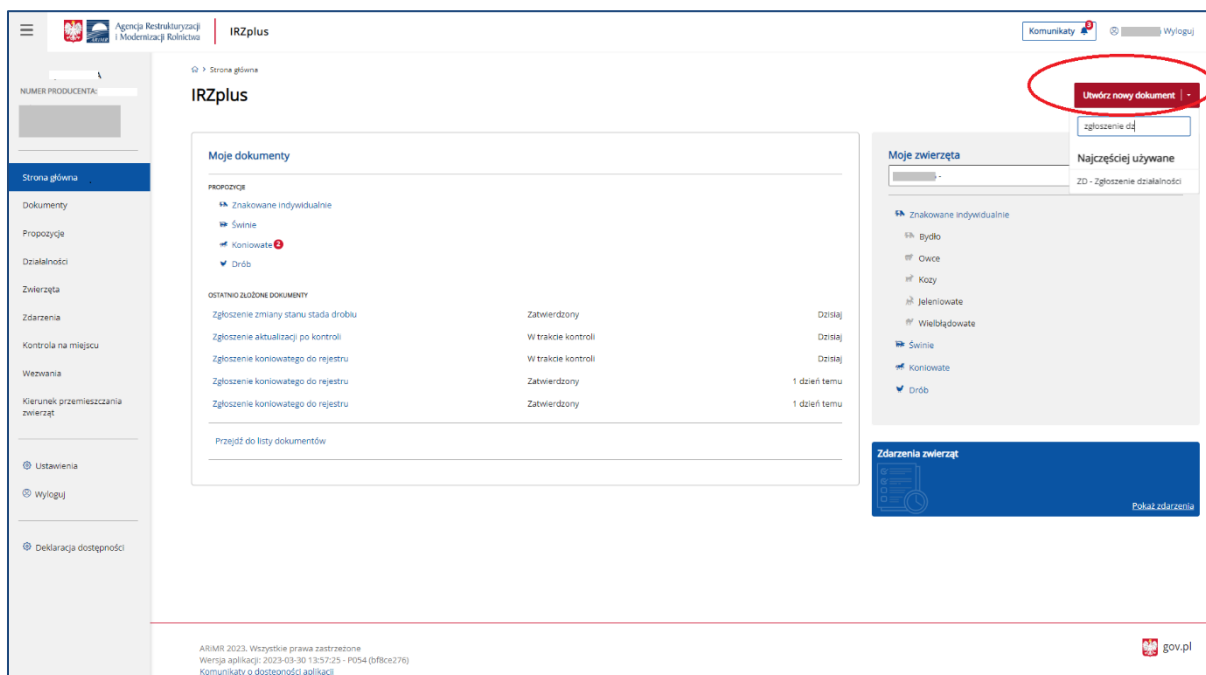 Agencja Restrukturyzacji
i Modernizacji Rolnictwa
IRZplus
Komunikaty 3
Wyloguj
NUMER PRODUCENTA:
Strona główna
Dokumenty
Propozycje
Działalności
Zwierzęta
Zdarzenia
Kontrola na miejscu
Wezwania
Kierunek przemieszczania
zwierząt
Ustawienia
Wyloguj
Deklaracja dostępności
Strona główna
IRZplus
Utwórz nowy dokument
zgłoszenie dz
Najczęściej używane
ZD - Zgłoszenie działalności
Moje dokumenty
PROPOZYCJE
Znakowane indywidualnie
Świnie
Koniowate 2
Drób
OSTATNIO ZŁOŻONE DOKUMENTY
Zgłoszenie zmiany stanu stada drobiu Zatwierdzony Dzisiaj
Zgłoszenie aktualizacji po kontroli W trakcie kontroli Dzisiaj
Zgłoszenie koniowatego do rejestru W trakcie kontroli Dzisiaj
Zgłoszenie koniowatego do rejestru Zatwierdzony 1 dzień temu
Zgłoszenie koniowatego do rejestru Zatwierdzony 1 dzień temu
Przejdź do listy dokumentów
Moje zwierzęta
Znakowane indywidualnie
Bydło
Owce
Kozy
Jeleniowate
Wielbłądowate
Świnie
Koniowate
Drób
Zdarzenia zwierząt
Pokaż zdarzenia
ARiMR 2023. Wszystkie prawa zastrzeżone
Wersja aplikacji: 2023-03-30 13:57:25 - P054 (bf8ce276)
Komunikaty o dostępności aplikacji
gov.pl